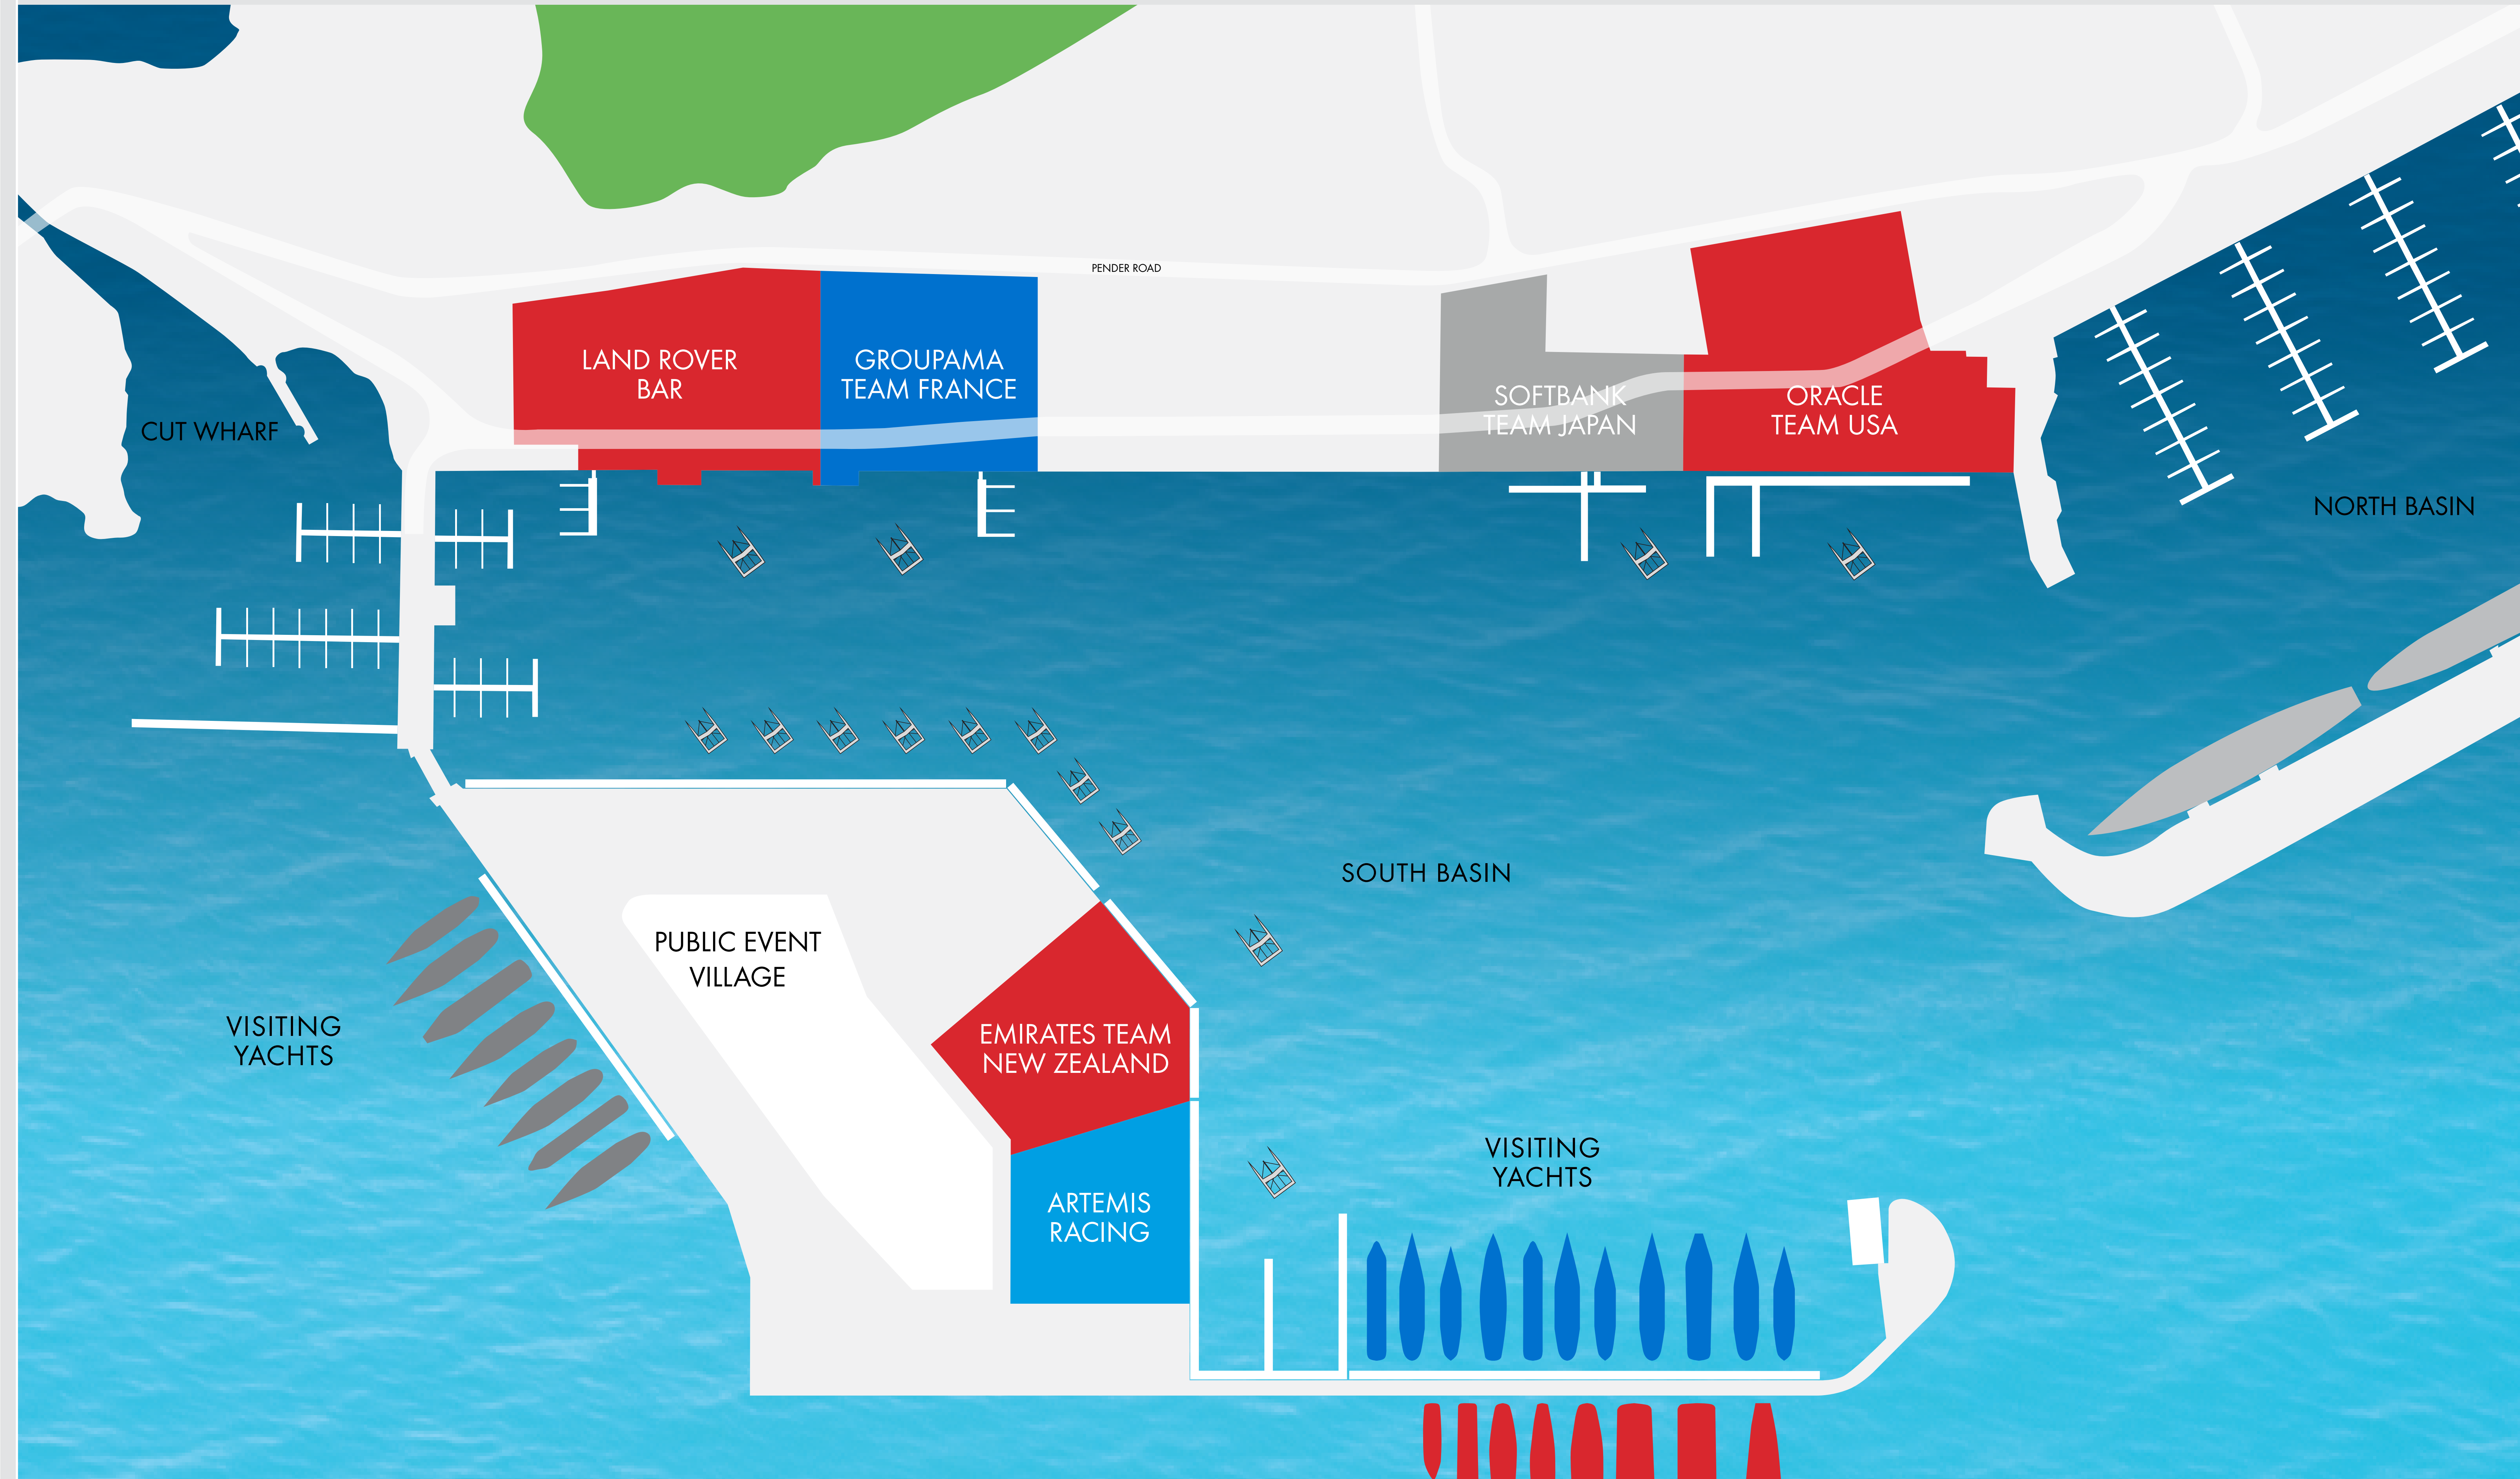 PENDER ROAD
LAND ROVER
BAR
GROUPAMA
TEAM FRANCE
SOFTBANK
TEAM JAPAN
ORACLE
TEAM USA
CUT WHARF
NORTH BASIN
SOUTH BASIN
PUBLIC EVENT
VILLAGE
VISITING
YACHTS
EMIRATES TEAM
NEW ZEALAND
ARTEMIS
RACING
VISITING
YACHTS